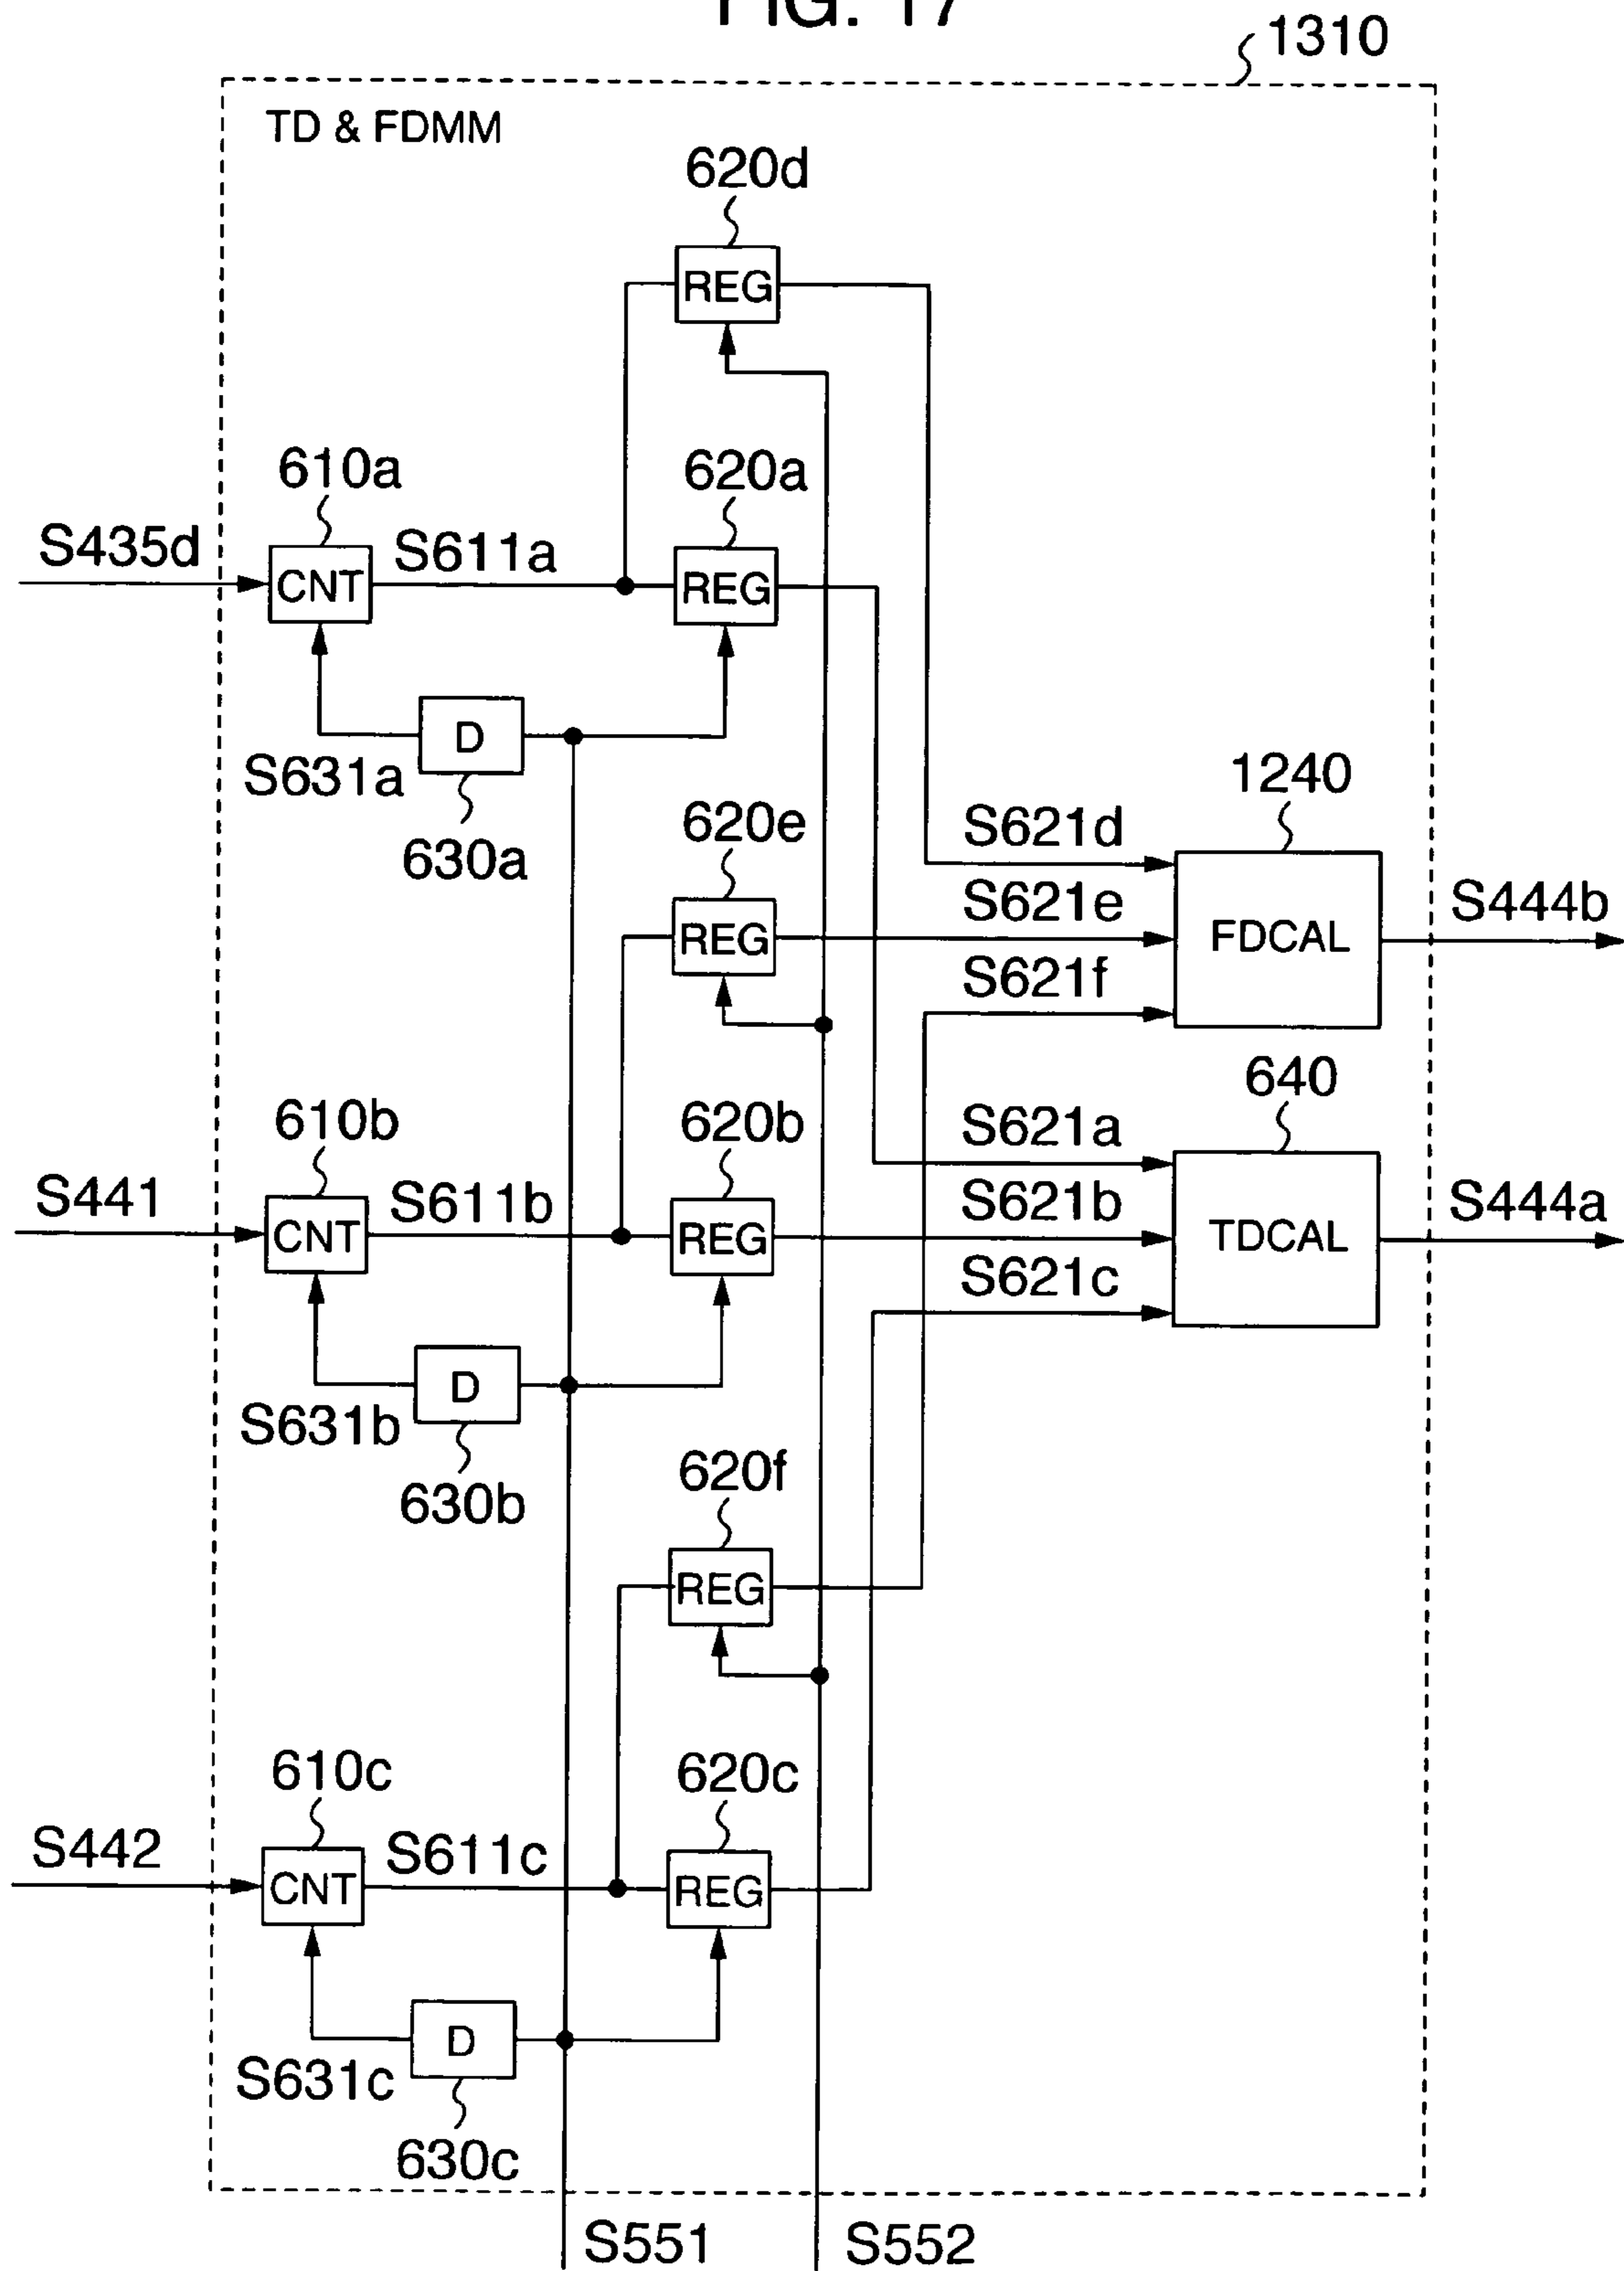 FIG. 17
1310
TD & FDMM
620d
REG
610a
620a
S435d
S611a
CNT
REG
D
S631a
630a
1240
620e
S621d
S621e
S444b
REG
FDCAL
S621f
640
610b
620b
S621a
S441
S611b
S621b
S444a
CNT
REG
TDCAL
S621c
D
S631b
630b
620f
REG
610c
620c
S442
S611c
CNT
REG
D
S631c
630c
S551
S552